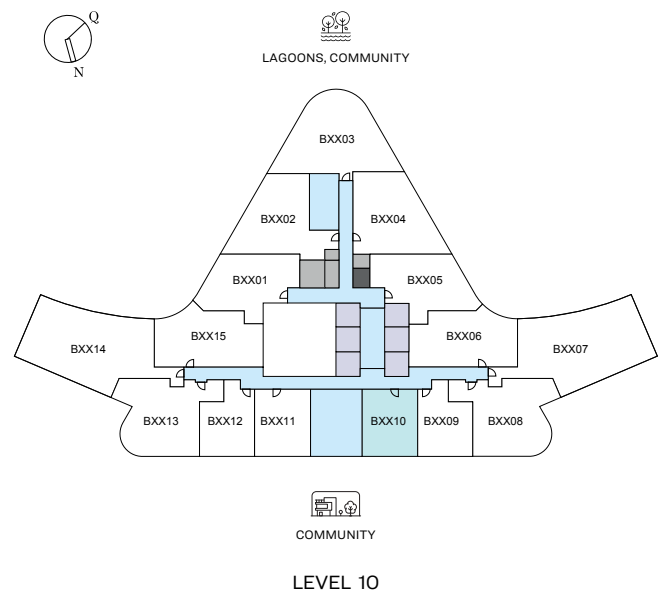 Q
N
LAGOONS, COMMUNITY
BXX03
BXX02
BXX04
BXX01
BXX05
BXX15
BXX06
BXX14
BXX07
BXX13
BXX12
BXX11
BXX10
BXX09
BXX08
COMMUNITY
LEVEL 10